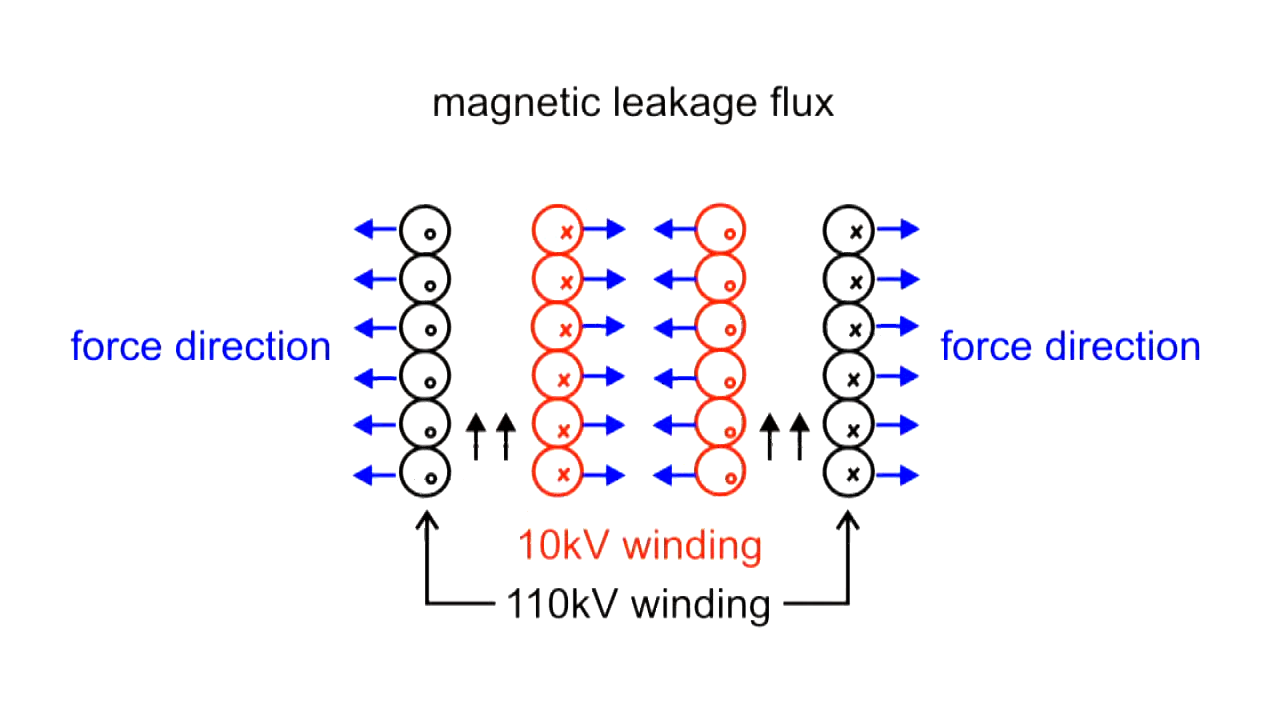 magnetic leakage flux
force direction
force direction
10kV winding
110kV winding